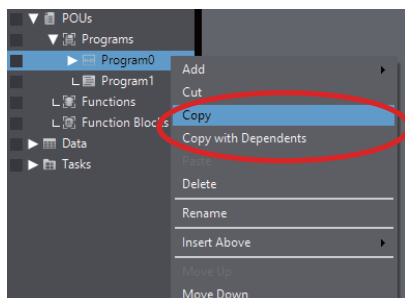 POUs
Programs
Program0
Program1
Functions
Function Blocks
Data
Tasks
Add
Cut
Copy
Copy with Dependents
Paste
Delete
Rename
Insert Above
Move Up
Move Down